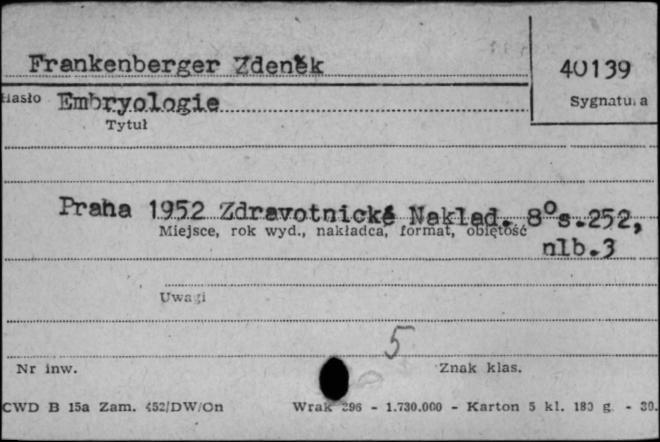 Frankenberger Zdeněk
40139
Hasło Embryologie
Sygnatura
Tytuł
Praha 1952 Zdravotnické Naklad. 8° s.252,
Miejsce, rok wyd., nakładca, format, objętość
nlb.3
Uwagi
5
Nr inw.
Znak klas.
CWD B 15a Zam. 452/DW/On Wrak 296 - 1.730.000 - Karton 5 kl. 180 g - 30.